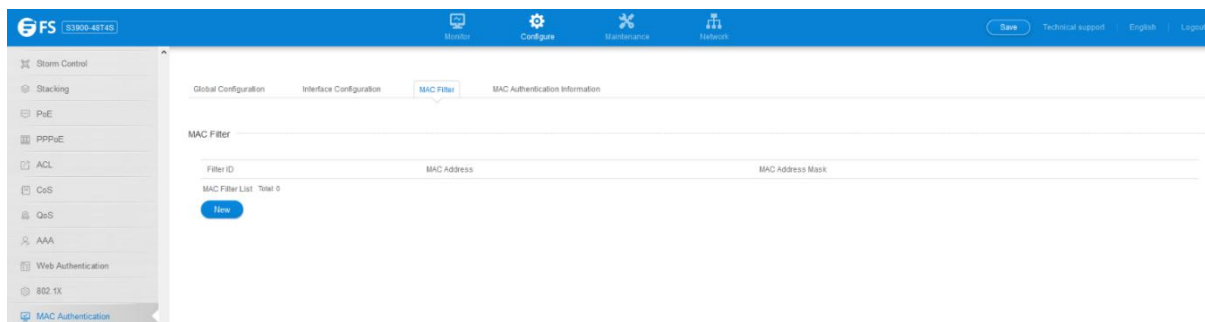 FS S3900-48T4S
Monitor Configure Maintenance Network
Save Technical support English Logout
Storm Control
Stacking
PoE
PPPoE
ACL
CoS
QoS
AAA
Web Authentication
802.1X
MAC Authentication
Global Configuration Interface Configuration MAC Filter MAC Authentication Information
MAC Filter
Filter ID MAC Address MAC Address Mask
MAC Filter List Total: 0
New